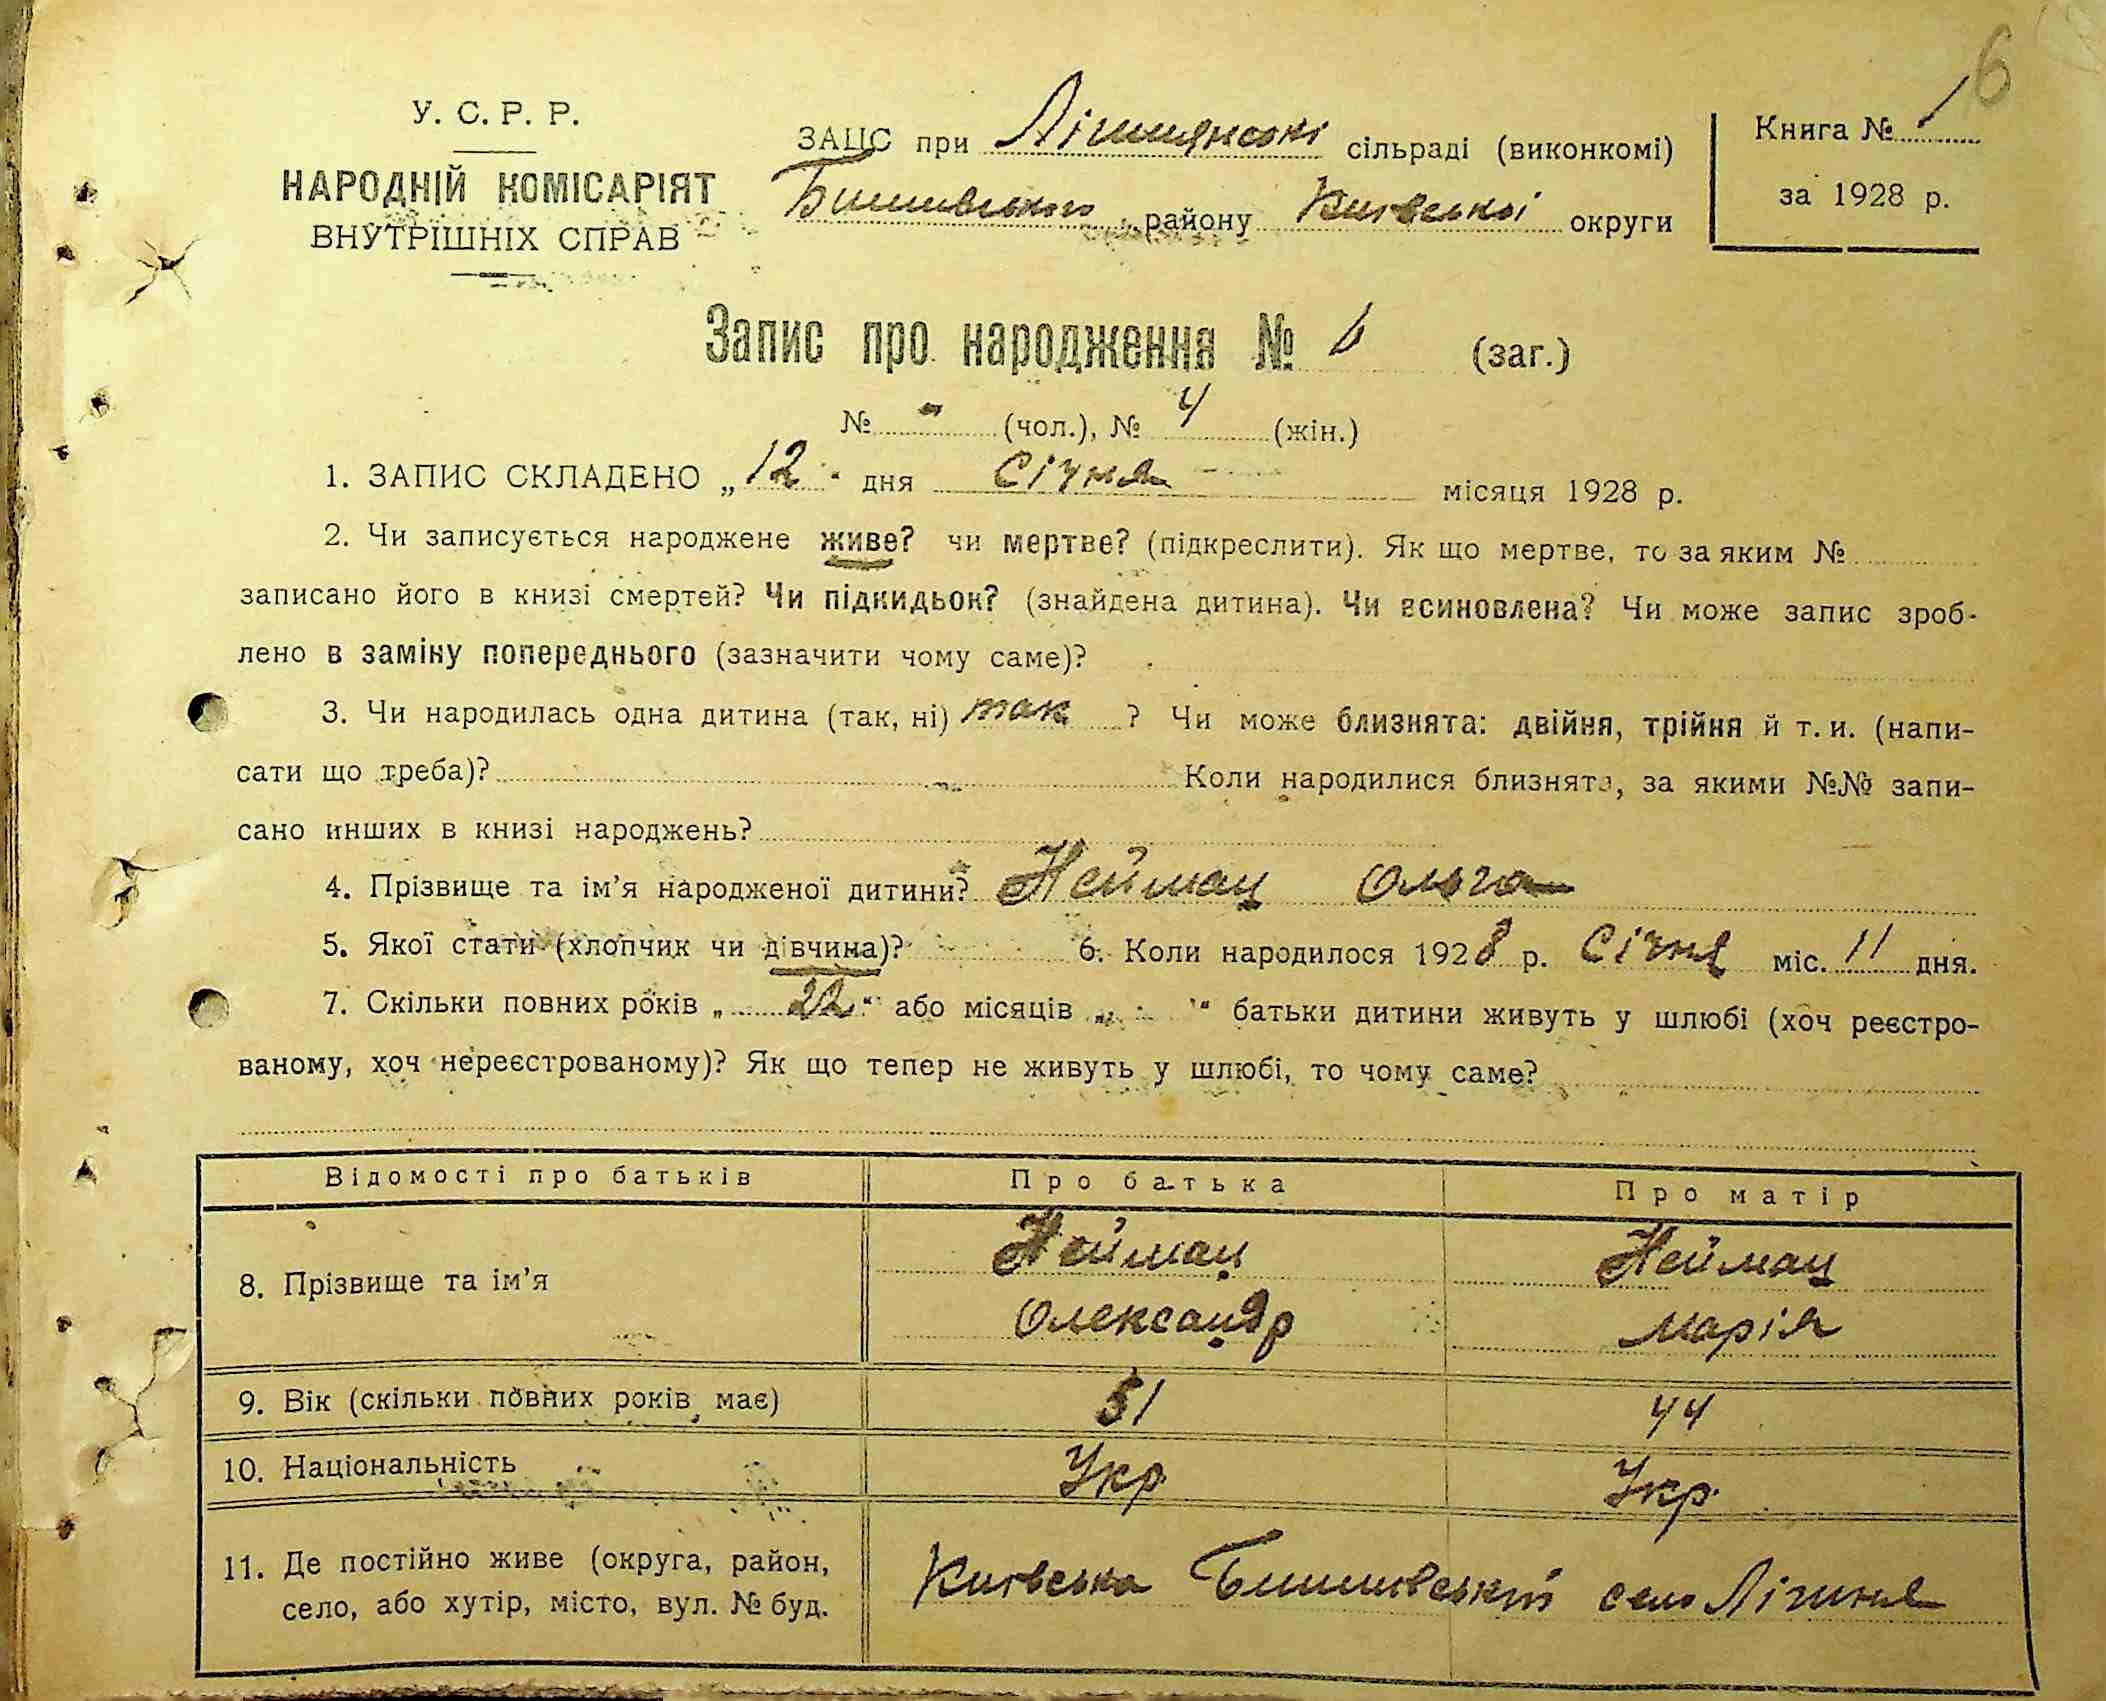 6
У. С. Р. Р.
НАРОДНІЙ КОМІСАРІЯТ
ВНУТРІШНІХ СПРАВ
ЗАЦС при Лішнянські сільраді (виконкомі)
Бишівського району Київської округи
Книга № 1
за 1928 р.
Запис про народження № 6 (заг.)
№ " (чол.), № 4 (жін.)
1. ЗАПИС СКЛАДЕНО „12" дня Січня місяця 1928 р.
2. Чи записується народжене живе? чи мертве? (підкреслити). Як що мертве, то за яким №
записано його в книзі смертей? Чи підкидьок? (знайдена дитина). Чи всиновлена? Чи може запис зроб-
лено в заміну попереднього (зазначити чому саме)?
3. Чи народилась одна дитина (так, ні) так ? Чи може близнята: двійня, трійня й т. и. (напи-
сати що треба)? Коли народилися близнята, за якими №№ запи-
сано инших в книзі народжень?
4. Прізвище та ім'я народженої дитини? Неймац Ольга
5. Якої стати (хлопчик чи дівчина)? 6. Коли народилося 1928 р. Січня міс. 11 дня.
7. Скільки повних років „22" або місяців „ " батьки дитини живуть у шлюбі (хоч реєстро-
ваному, хоч нереєстрованому)? Як що тепер не живуть у шлюбі, то чому саме?
Відомості про батьків Про батька Про матір
8. Прізвище та ім'я Неймац Неймац
Олександр Марія
9. Вік (скільки повних років має) 51 44
10. Національність Укр Укр.
11. Де постійно живе (округа, район,
село, або хутір, місто, вул. № буд.
Київська Бишівський село Лішня